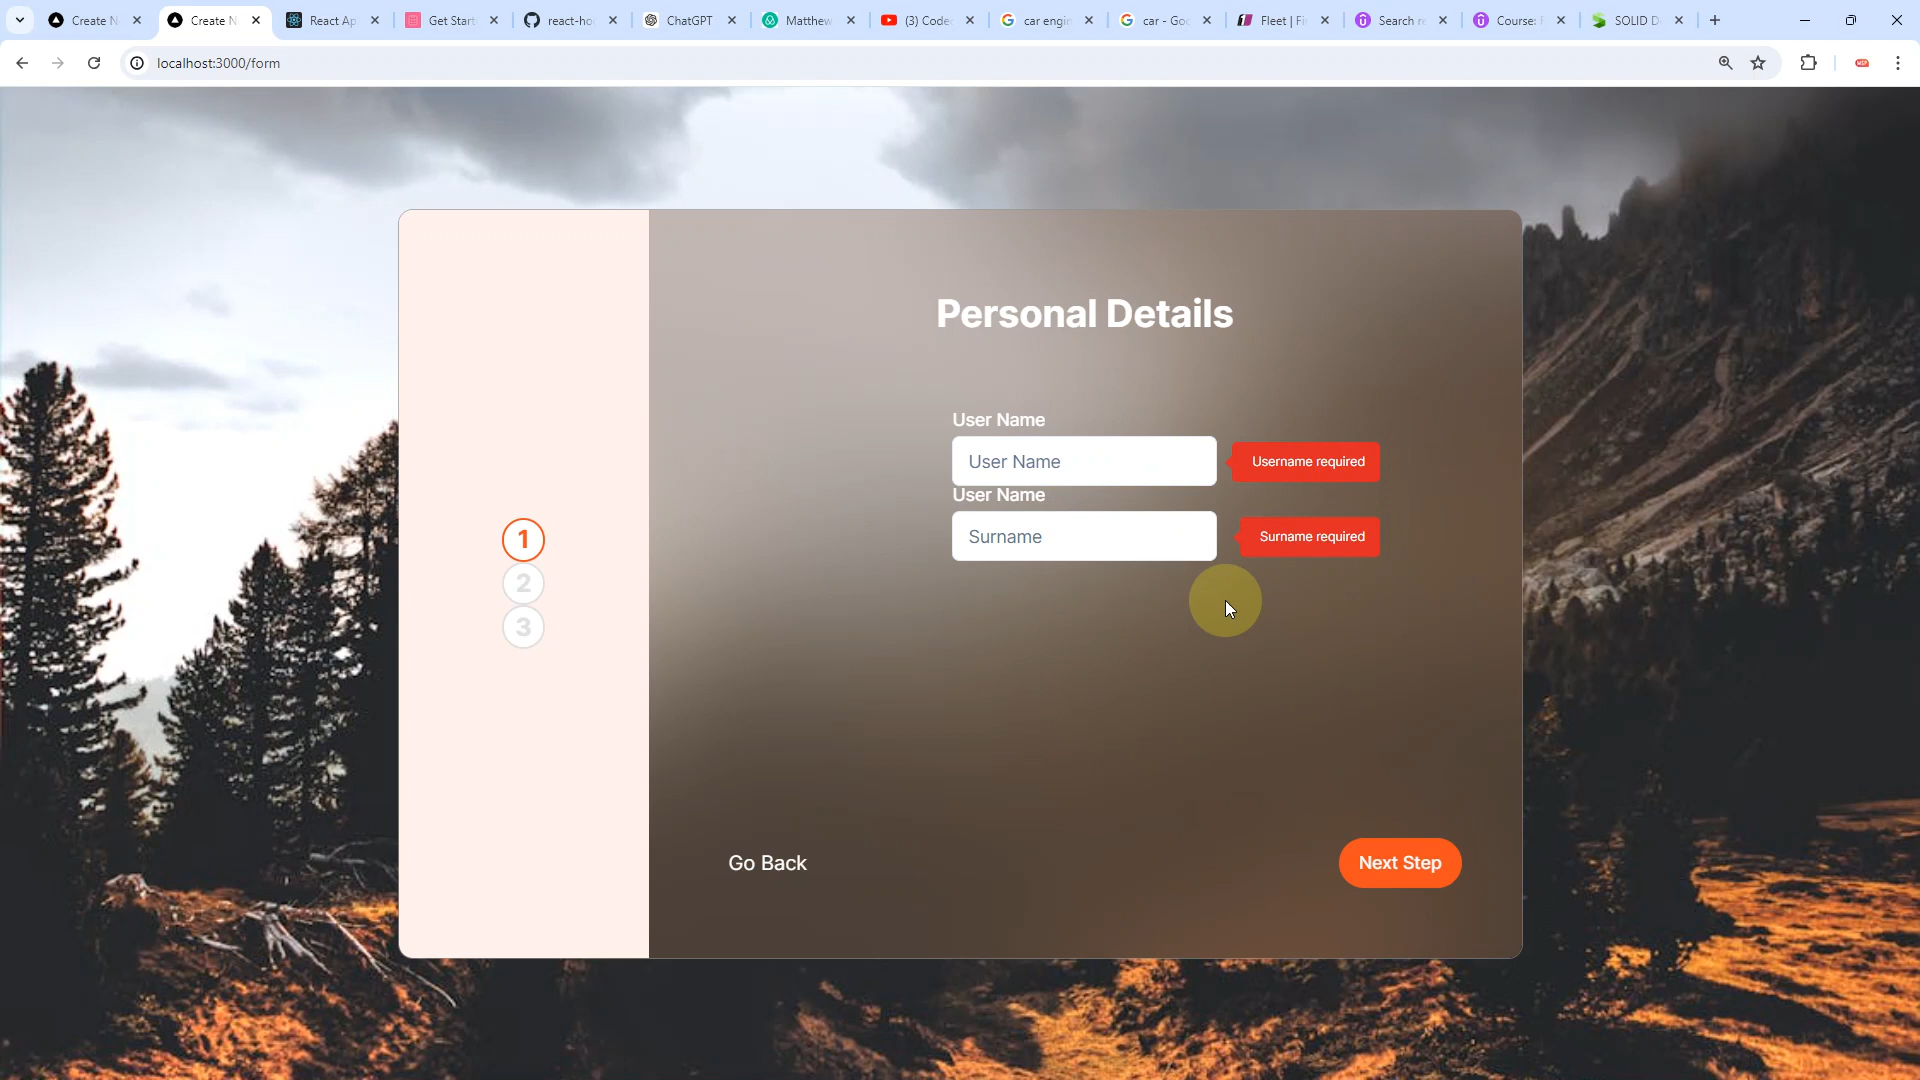 Create N
Create N
React Ap
Get Start
react-ho
ChatGPT
Matthew
(3) Code
car engin
car - Goo
Fleet | Fi
Search re
Course:
SOLID D
localhost:3000/form
Personal Details
User Name
User Name
Username required
User Name
Surname
Surname required
1
2
3
Go Back
Next Step